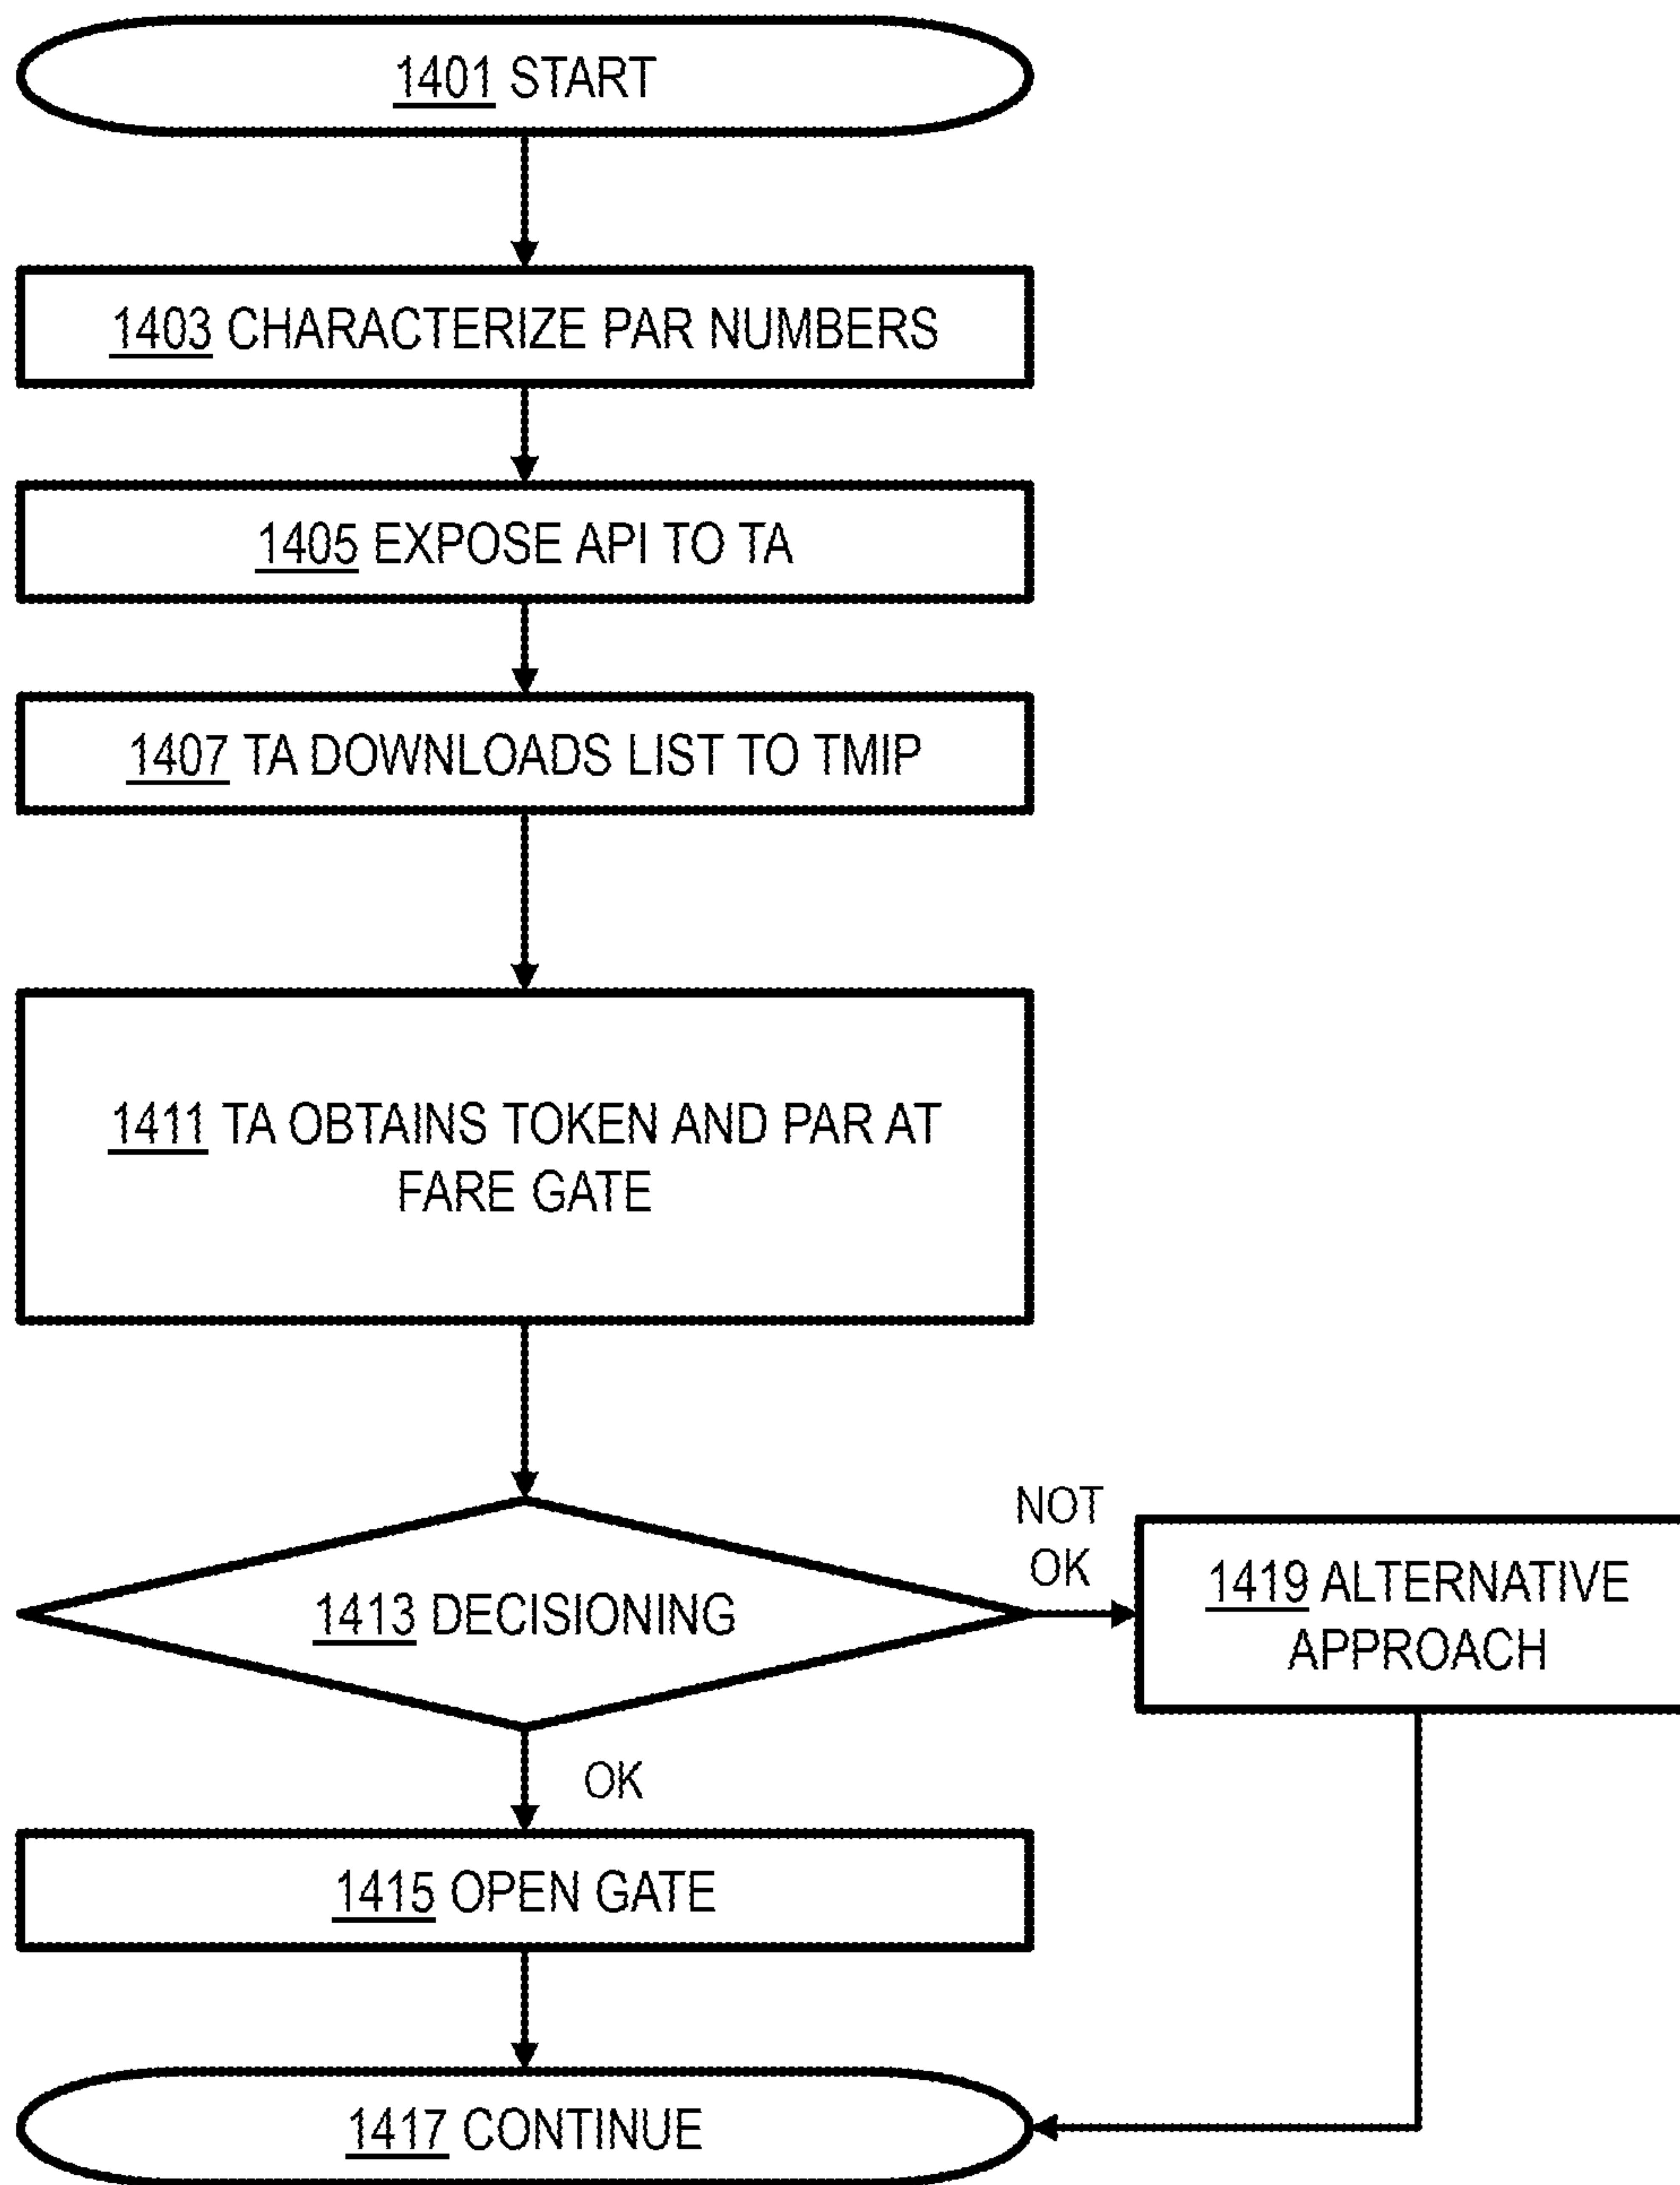 1401 START
1403 CHARACTERIZE PAR NUMBERS
1405 EXPOSE API TO TA
1407 TA DOWNLOADS LIST TO TMIP
1411 TA OBTAINS TOKEN AND PAR AT
FARE GATE
1413 DECISIONING
NOT
OK
1419 ALTERNATIVE
APPROACH
OK
1415 OPEN GATE
1417 CONTINUE